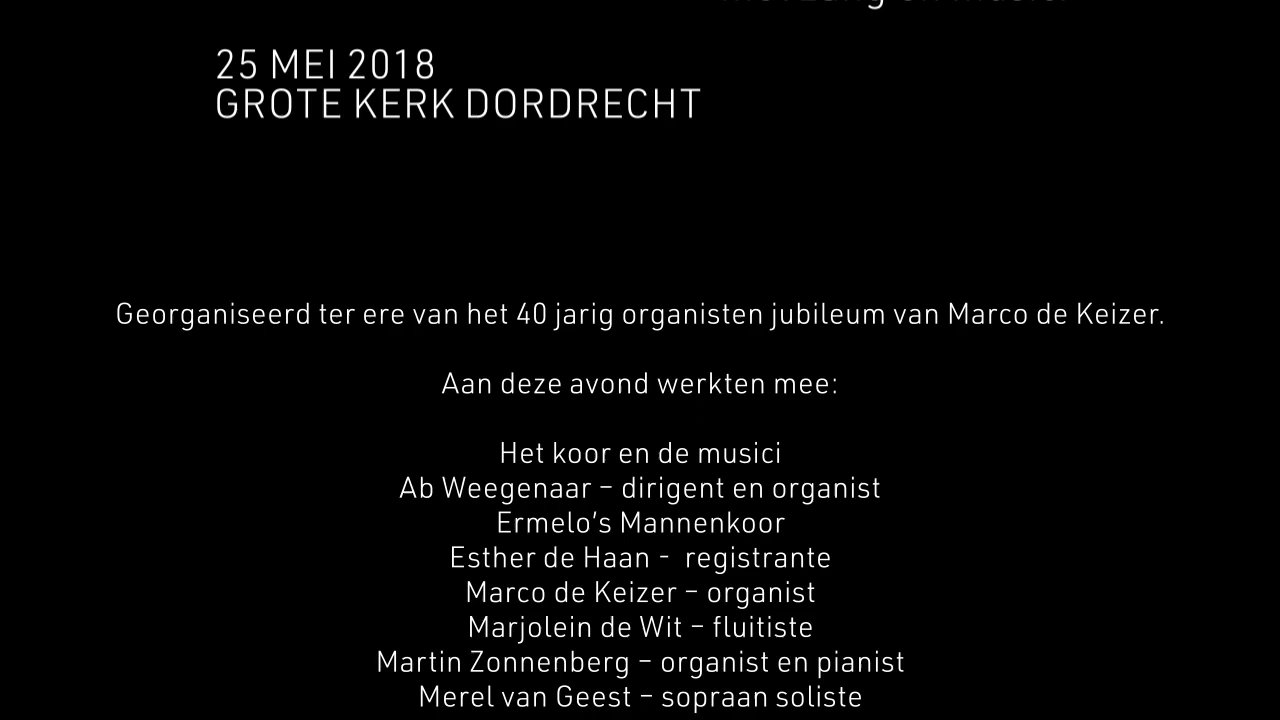 25 MEI 2018
GROTE KERK DORDRECHT
Georganiseerd ter ere van het 40 jarig organisten jubileum van Marco de Keizer.
Aan deze avond werkten mee:
Het koor en de musici
Ab Weegenaar – dirigent en organist
Ermelo’s Mannenkoor
Esther de Haan -  registrante
Marco de Keizer – organist
Marjolein de Wit – fluitiste
Martin Zonnenberg – organist en pianist
Merel van Geest – sopraan soliste